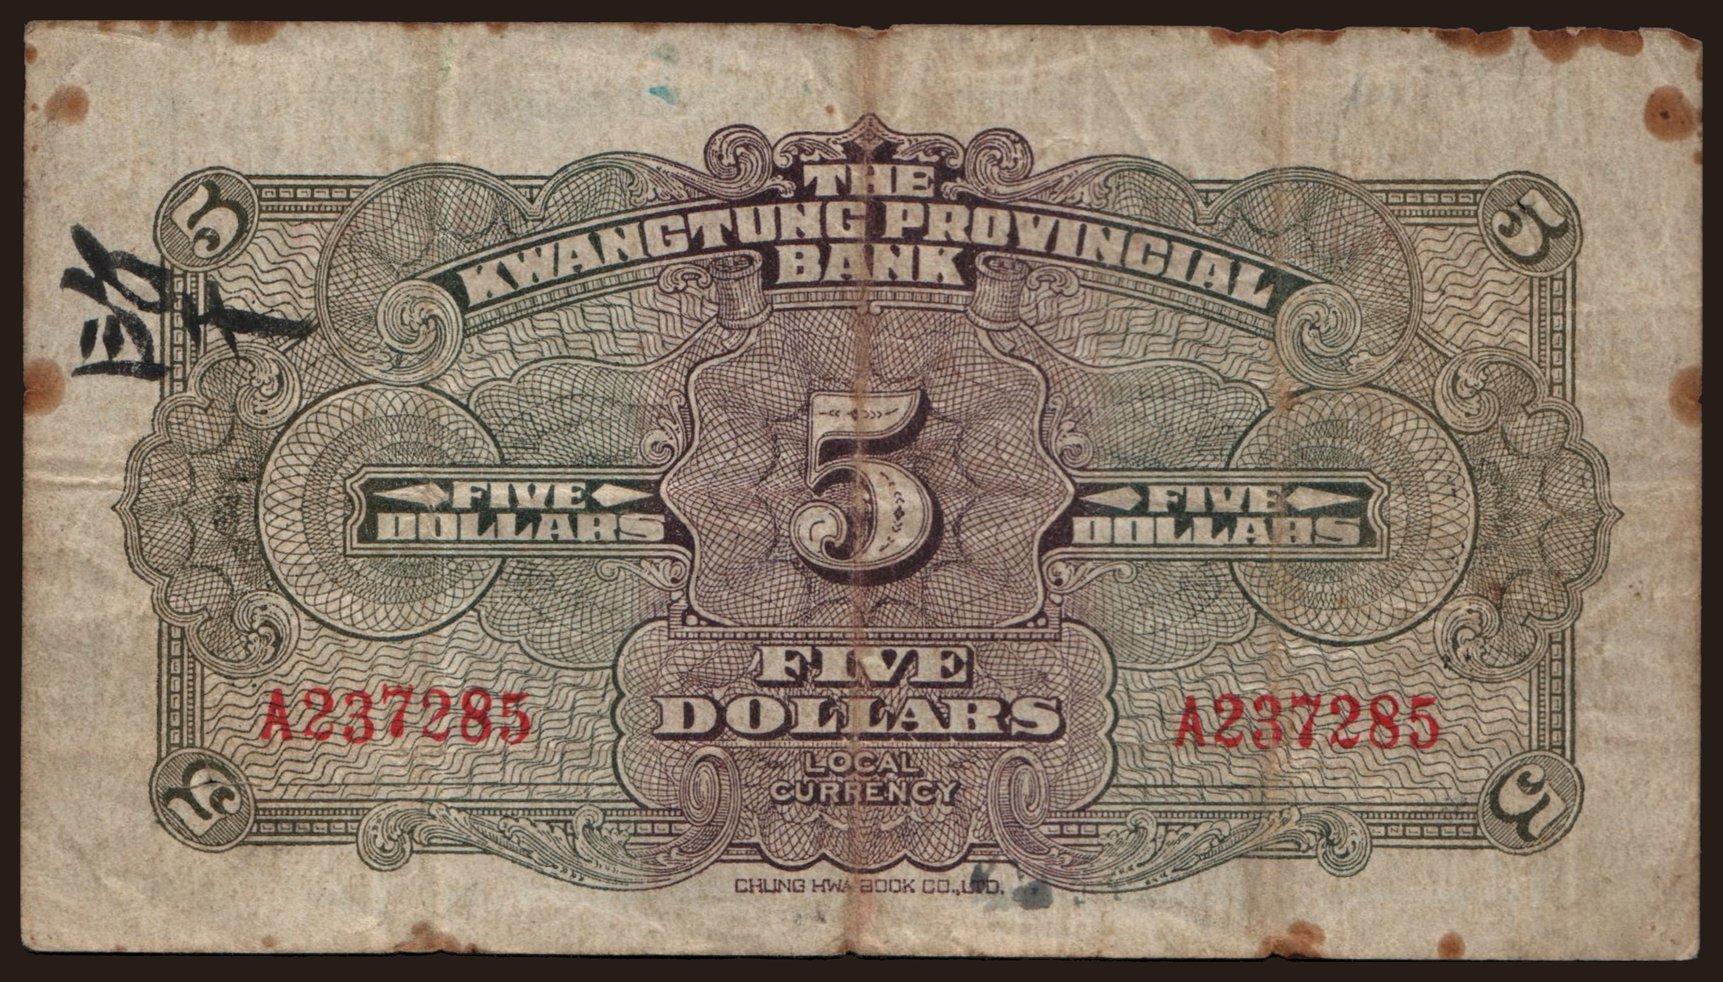 5
5
THE
KWANGTUNG PROVINCIAL
BANK
5
FIVE
DOLLARS
FIVE
DOLLARS
FIVE
DOLLARS
A237285
A237285
LOCAL
CURRENCY
5
5
CHUNG HWA BOOK CO., LTD.